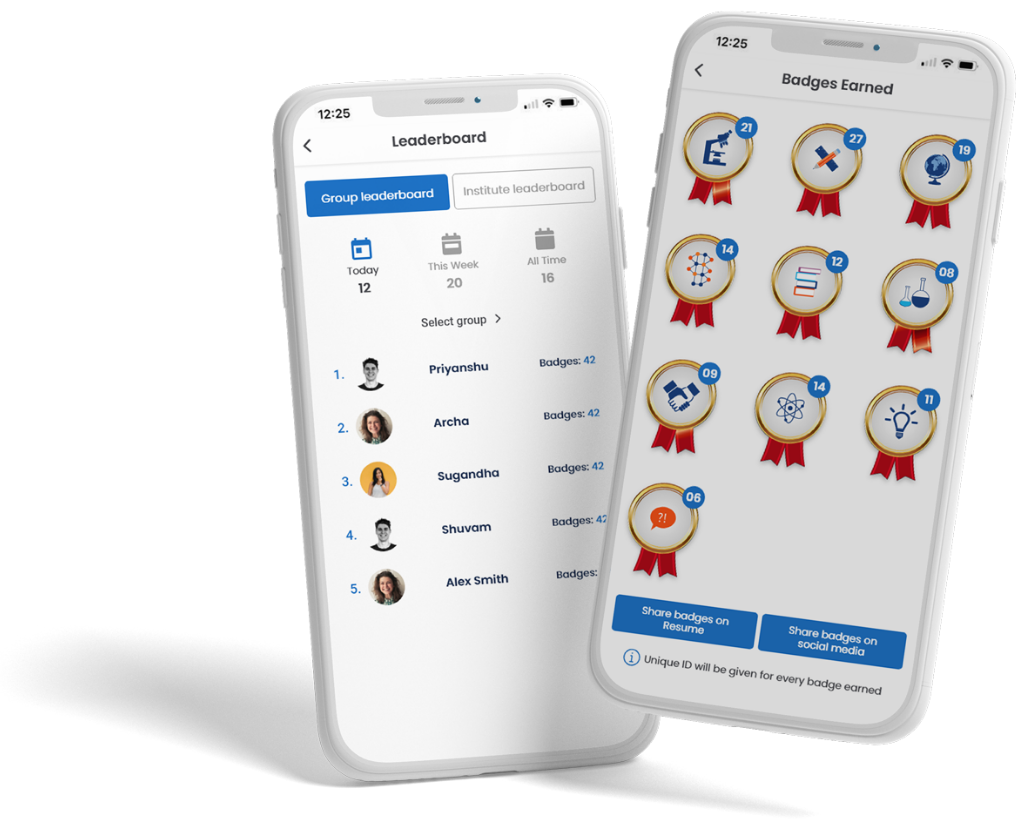 12:25
Leaderboard
Group leaderboard
Institute leaderboard
Today
12
This Week
20
All Time
16
Select group >
1. Priyanshu Badges: 42
2. Archa Badges: 42
3. Sugandha Badges: 42
4. Shuvam Badges: 42
5. Alex Smith Badges:
12:25
Badges Earned
21
27
19
14
12
08
09
14
11
?!
06
Share badges on
Resume
Share badges on
social media
i Unique ID will be given for every badge earned